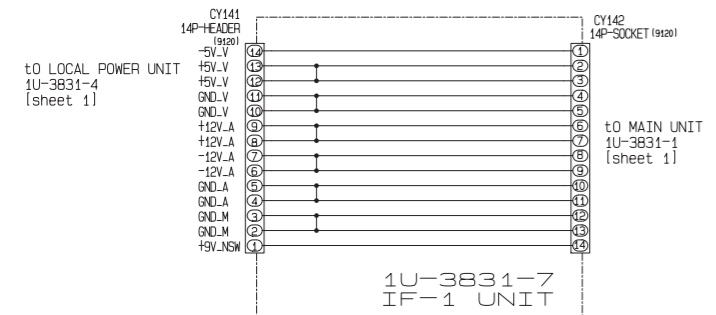 CY141
14P-HEADER
(9120)
CY142
14P-SOCKET (9120)
-5V_V 14 1
+5V_V 13 2
+5V_V 12 3
GND_V 11 4
GND_V 10 5
+12V_A 9 6
+12V_A 8 7
-12V_A 7 8
-12V_A 6 9
GND_A 5 10
GND_A 4 11
GND_M 3 12
GND_M 2 13
+9V_NSW 1 14
tO LOCAL POWER UNIT
1U-3831-4
[sheet 1]
tO MAIN UNIT
1U-3831-1
[sheet 1]
1U-3831-7
IF-1 UNIT